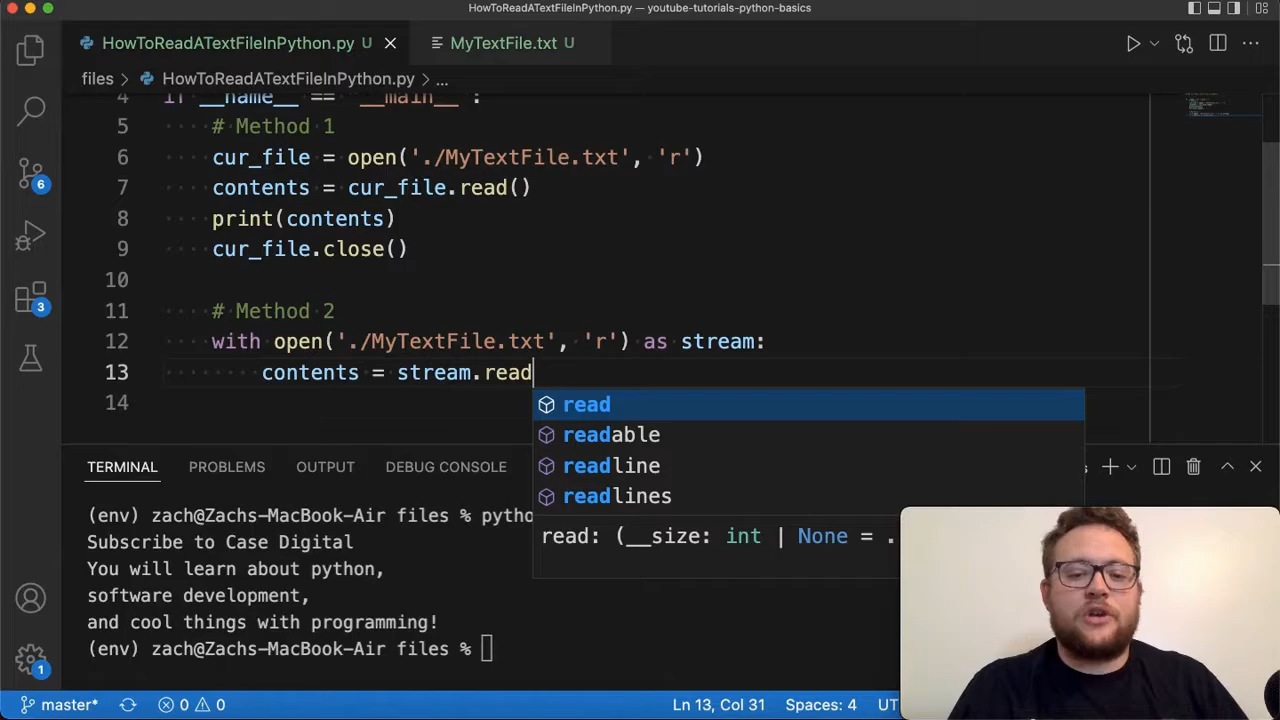 HowToReadATextFileInPython.py — youtube-tutorials-python-basics
HowToReadATextFileInPython.py U
MyTextFile.txt U
files > HowToReadATextFileInPython.py > ...
4 if __name__ == "__main__":
5 # Method 1
6 cur_file = open('./MyTextFile.txt', 'r')
7 contents = cur_file.read()
8 print(contents)
9 cur_file.close()
10
11 # Method 2
12 with open('./MyTextFile.txt', 'r') as stream:
13 contents = stream.read
14
read
readable
readline
readlines
read: (__size: int | None = .
6
3
1
TERMINAL PROBLEMS OUTPUT DEBUG CONSOLE
(env) zach@Zachs-MacBook-Air files % pytho
Subscribe to Case Digital
You will learn about python,
software development,
and cool things with programming!
(env) zach@Zachs-MacBook-Air files %
master* 0 0 Ln 13, Col 31 Spaces: 4 UT